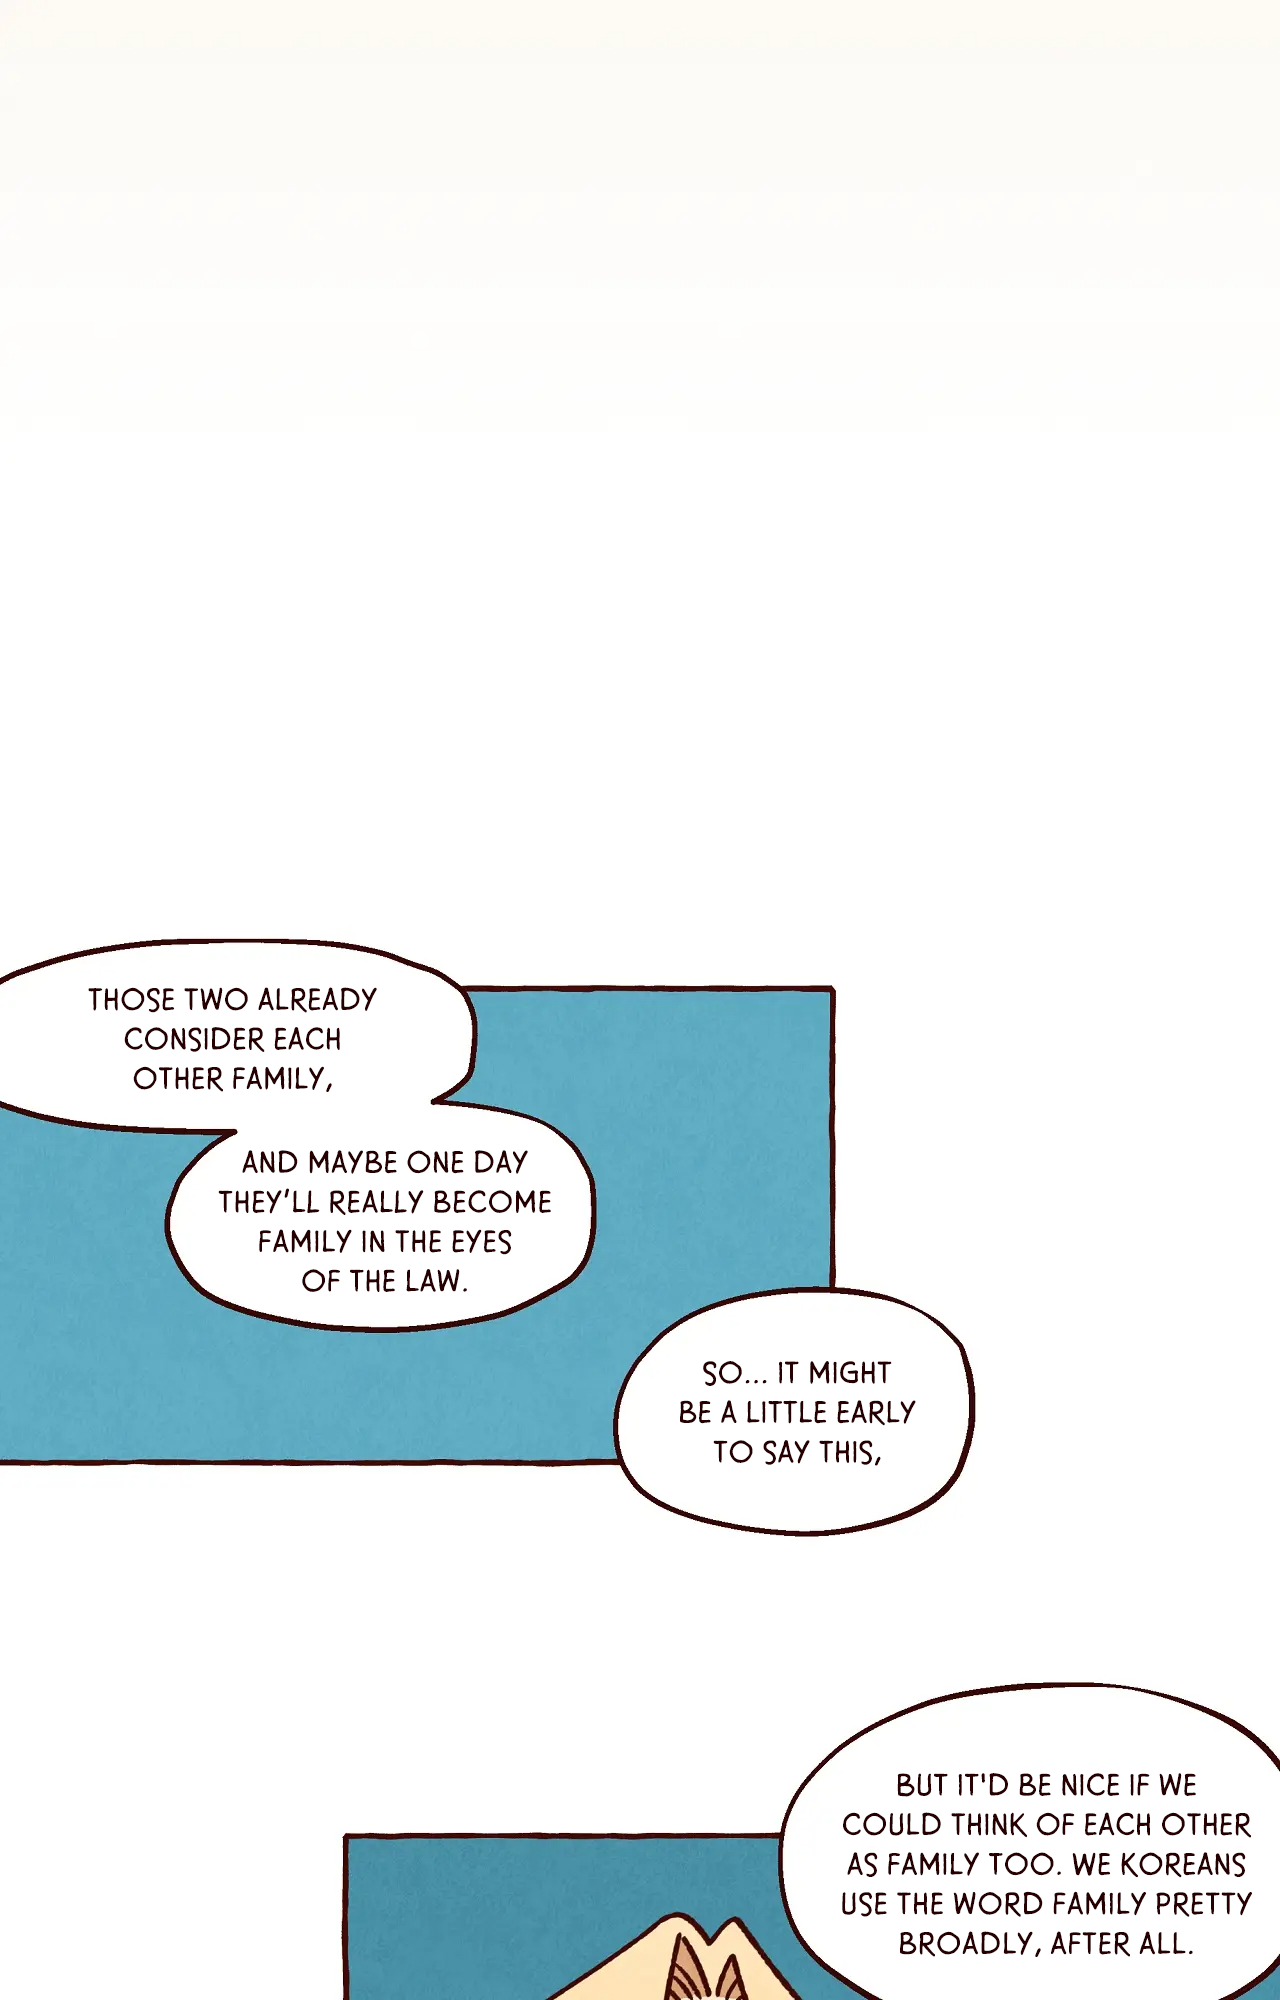 THOSE TWO ALREADY
CONSIDER EACH
OTHER FAMILY,
AND MAYBE ONE DAY
THEY'LL REALLY BECOME
FAMILY IN THE EYES
OF THE LAW.
SO... IT MIGHT
BE A LITTLE EARLY
TO SAY THIS,
BUT IT'D BE NICE IF WE
COULD THINK OF EACH OTHER
AS FAMILY TOO. WE KOREANS
USE THE WORD FAMILY PRETTY
BROADLY, AFTER ALL.